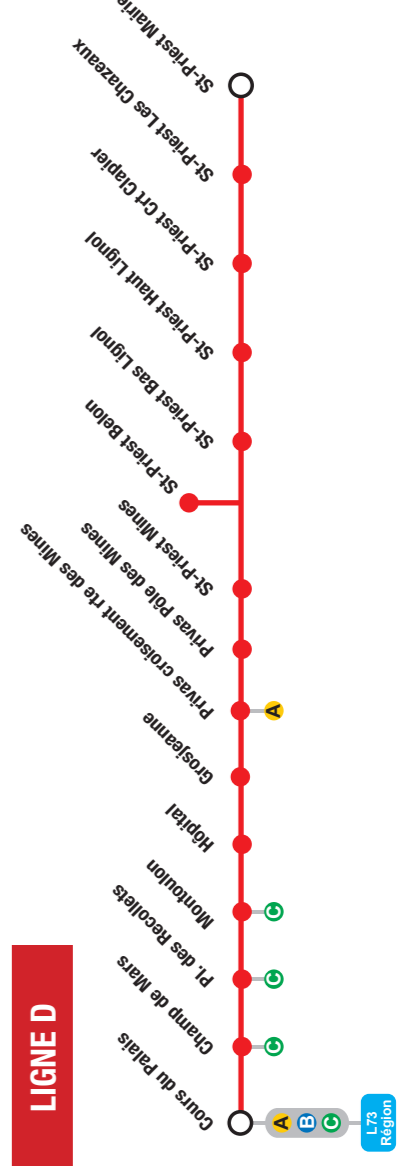 LIGNE D
Cours du Palais
Champ de Mars
Pl. des Recollets
Montoulon
Hôpital
Grosjeanne
Privas croisement rte des Mines
Privas Pôle des Mines
St-Priest Mines
St-Priest Belon
St-Priest Bas Lignol
St-Priest Haut Lignol
St-Priest Crt Clapier
St-Priest Les Chazeaux
St-Priest Mairie
A
B
C
L73
Région
C
C
C
A